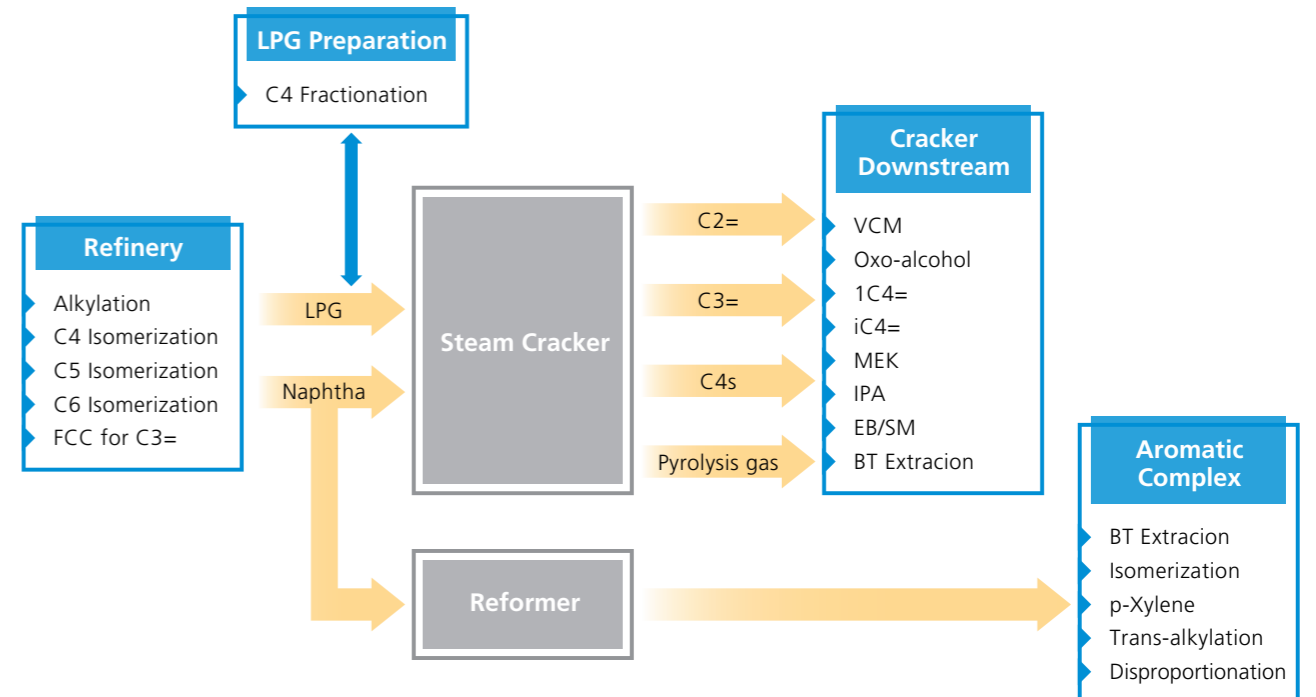 LPG Preparation
C4 Fractionation
Refinery
Alkylation
C4 Isomerization
C5 Isomerization
C6 Isomerization
FCC for C3=
LPG
Naphtha
Steam Cracker
Reformer
C2=
C3=
C4s
Pyrolysis gas
Cracker
Downstream
VCM
Oxo-alcohol
1C4=
iC4=
MEK
IPA
EB/SM
BT Extracion
Aromatic
Complex
BT Extracion
Isomerization
p-Xylene
Trans-alkylation
Disproportionation